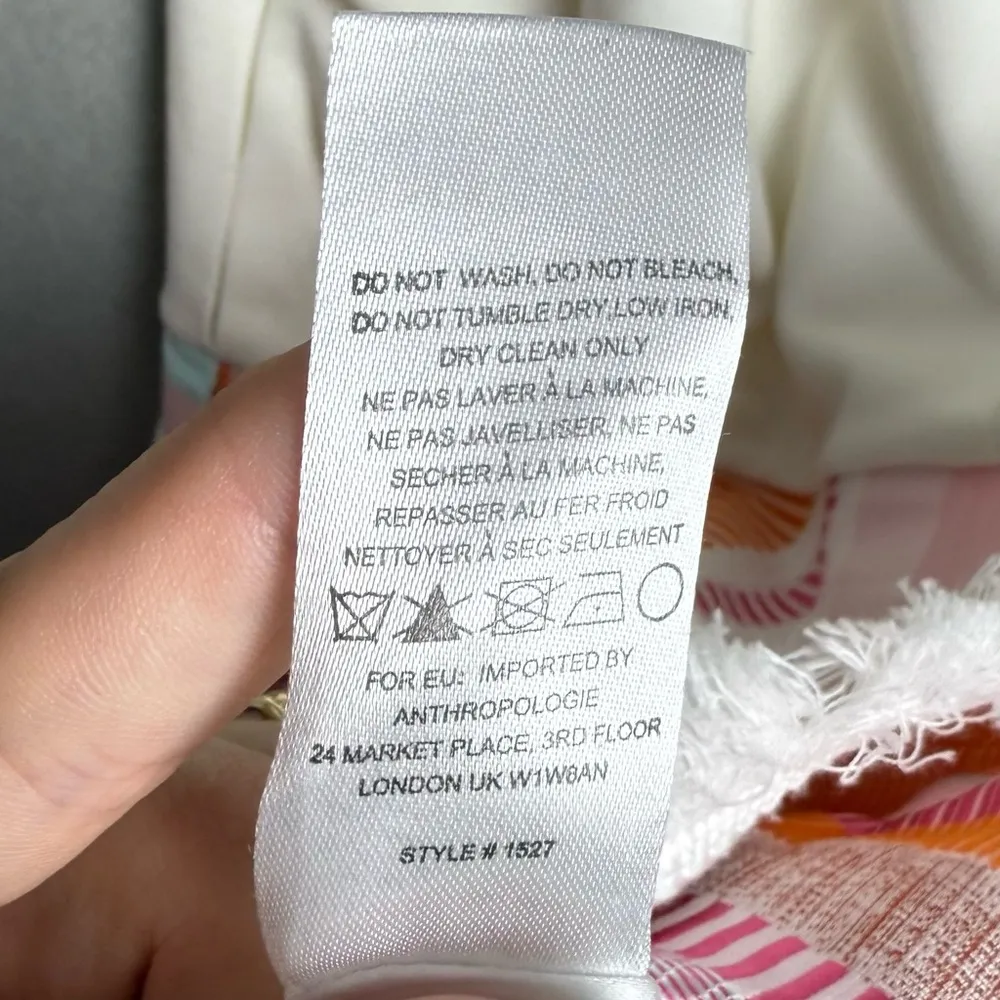 DO NOT WASH, DO NOT BLEACH,
DO NOT TUMBLE DRY,LOW IRON,
DRY CLEAN ONLY
NE PAS LAVER À LA MACHINE,
NE PAS JAVELLISER, NE PAS
SECHER À LA MACHINE,
REPASSER AU FER FROID
NETTOYER À SEC SEULEMENT
FOR EU: IMPORTED BY
ANTHROPOLOGIE
24 MARKET PLACE, 3RD FLOOR
LONDON UK W1W8AN
STYLE # 1527